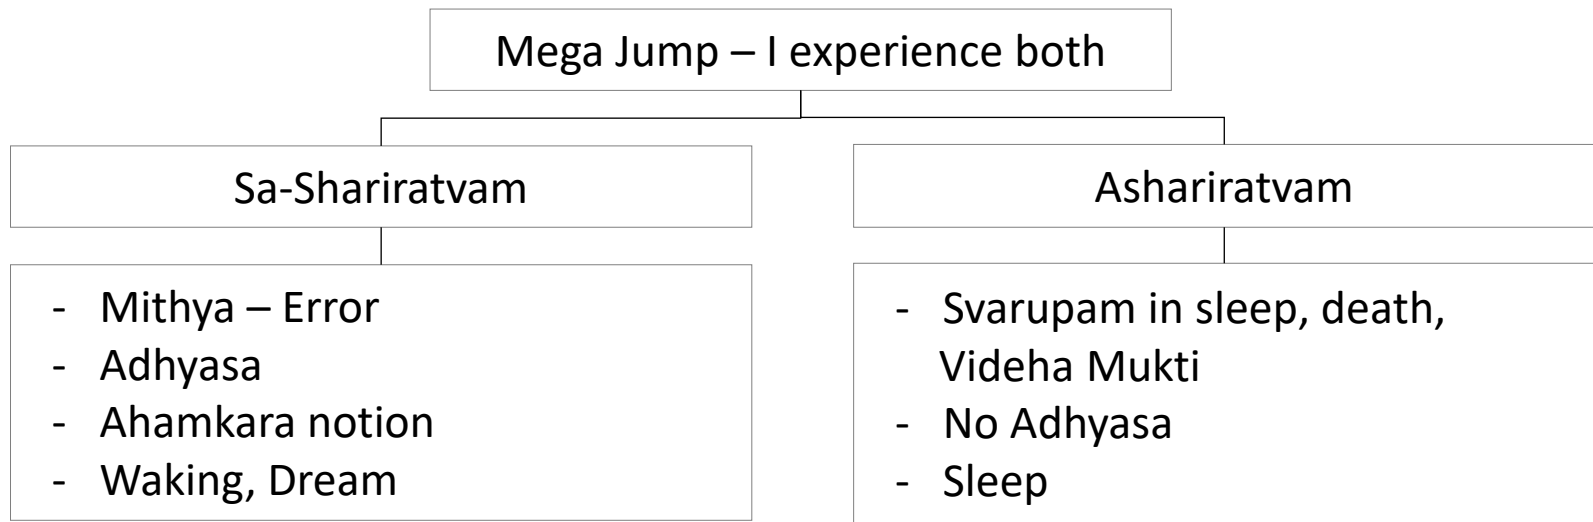 Mega Jump – I experience both
Sa-Shariratvam
Ashariratvam
- Mithya – Error
- Adhyasa
- Ahamkara notion
- Waking, Dream
- Svarupam in sleep, death,
Videha Mukti
- No Adhyasa
- Sleep